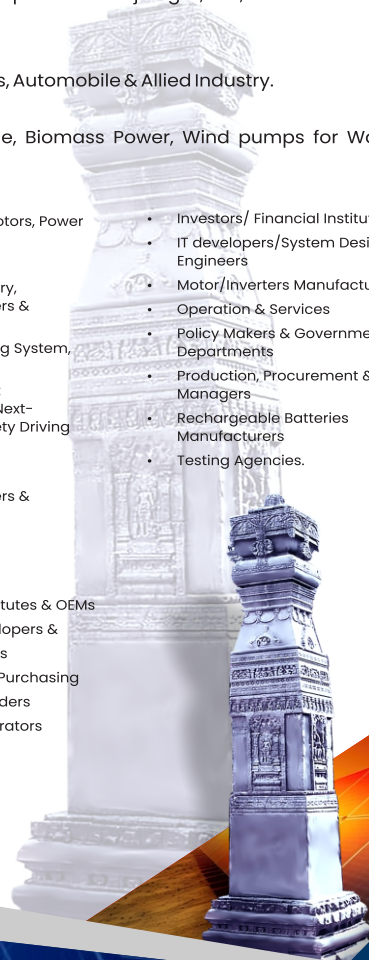 s, Automobile & Allied Industry.
e, Biomass Power, Wind pumps for Wa
otors, Power
ry,
ers &
g System,
Next-
ety Driving
ers &
tutes & OEMs
lopers &
s
Purchasing
ders
rators
• Investors/ Financial Institut
• IT developers/System Desi
Engineers
• Motor/Inverters Manufactu
• Operation & Services
• Policy Makers & Governme
Departments
• Production, Procurement &
Managers
• Rechargeable Batteries
Manufacturers
• Testing Agencies.